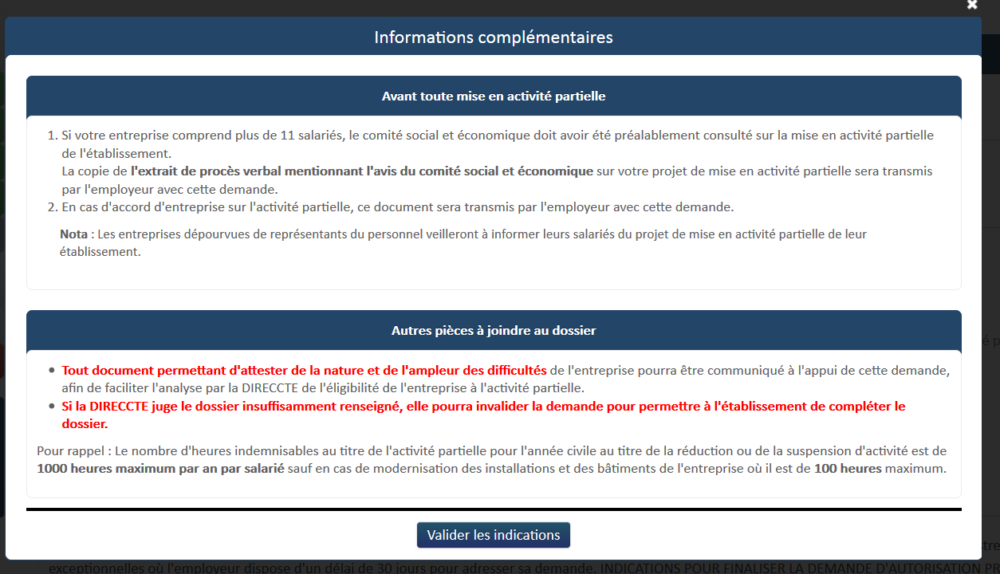 Informations complémentaires
Avant toute mise en activité partielle
1. Si votre entreprise comprend plus de 11 salariés, le comité social et économique doit avoir été préalablement consulté sur la mise en activité partielle
de l'établissement.
La copie de l'extrait de procès verbal mentionnant l'avis du comité social et économique sur votre projet de mise en activité partielle sera transmis
par l'employeur avec cette demande.
2. En cas d'accord d'entreprise sur l'activité partielle, ce document sera transmis par l'employeur avec cette demande.
Nota : Les entreprises dépourvues de représentants du personnel veilleront à informer leurs salariés du projet de mise en activité partielle de leur
établissement.
Autres pièces à joindre au dossier
• Tout document permettant d'attester de la nature et de l'ampleur des difficultés de l'entreprise pourra être communiqué à l'appui de cette demande,
afin de faciliter l'analyse par la DIRECCTE de l'éligibilité de l'entreprise à l'activité partielle.
• Si la DIRECCTE juge le dossier insuffisamment renseigné, elle pourra invalider la demande pour permettre à l'établissement de compléter le
dossier.
Pour rappel : Le nombre d'heures indemnisables au titre de l'activité partielle pour l'année civile au titre de la réduction ou de la suspension d'activité est de
1000 heures maximum par an par salarié sauf en cas de modernisation des installations et des bâtiments de l'entreprise où il est de 100 heures maximum.
Valider les indications
exceptionnelles où l'employeur dispose d'un délai de 30 jours pour adresser sa demande. INDICATIONS POUR FINALISER LA DEMANDE D'AUTORISATION PR